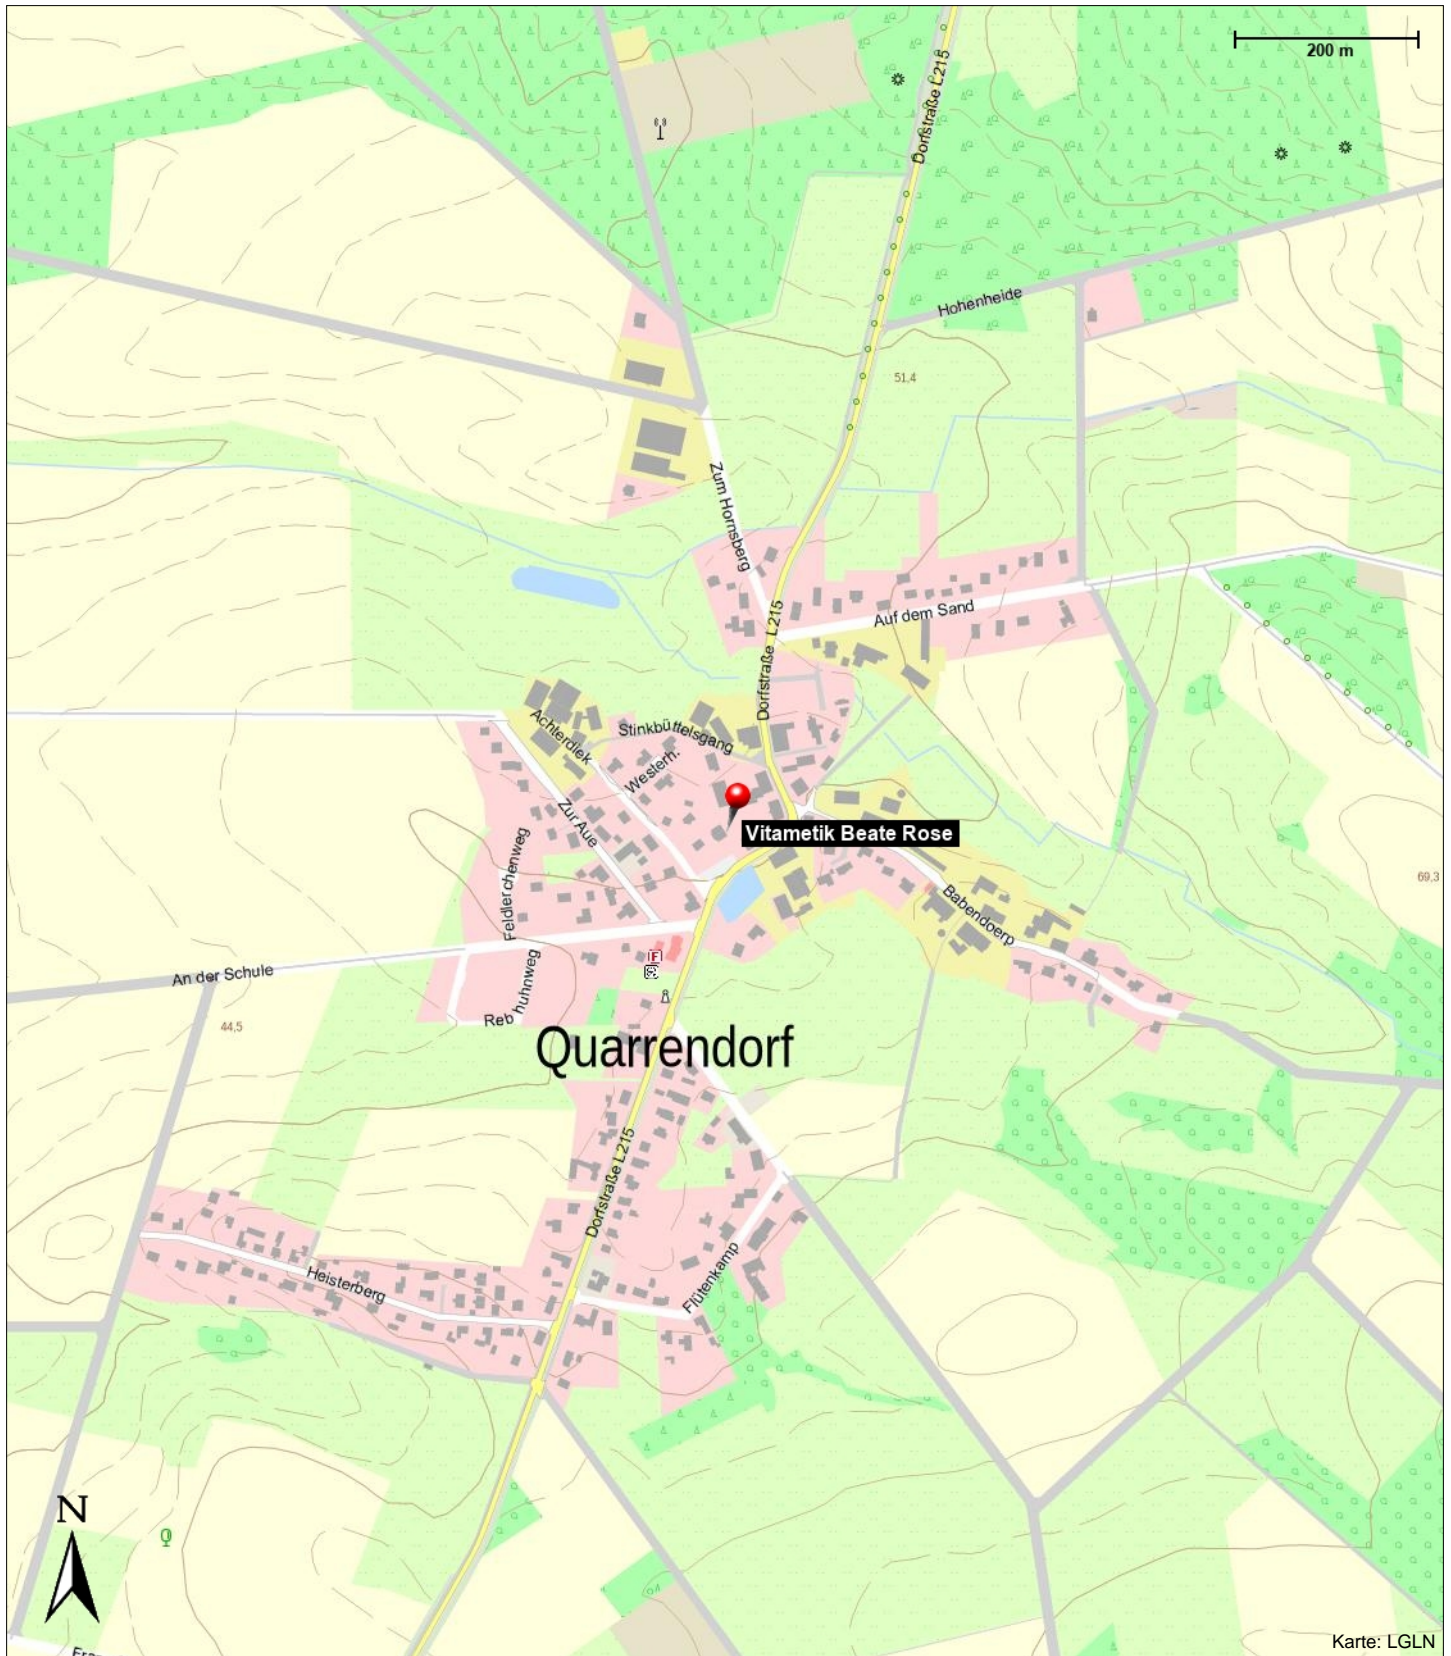 200 m
Dorfstraße L215
Hohenheide
51,4
Zum Hornsberg
Auf dem Sand
Dorfstraße L215
Achterdiek
Stinkbüttelsgang
Westerh.
Zur Aue
Vitametik Beate Rose
Feldlerchenweg
69,3
Babendoerp
F
An der Schule
Rebhuhnweg
44,5
Quarrendorf
Dorfstraße L215
Flütenkamp
Heisterberg
N
Karte: LGLN